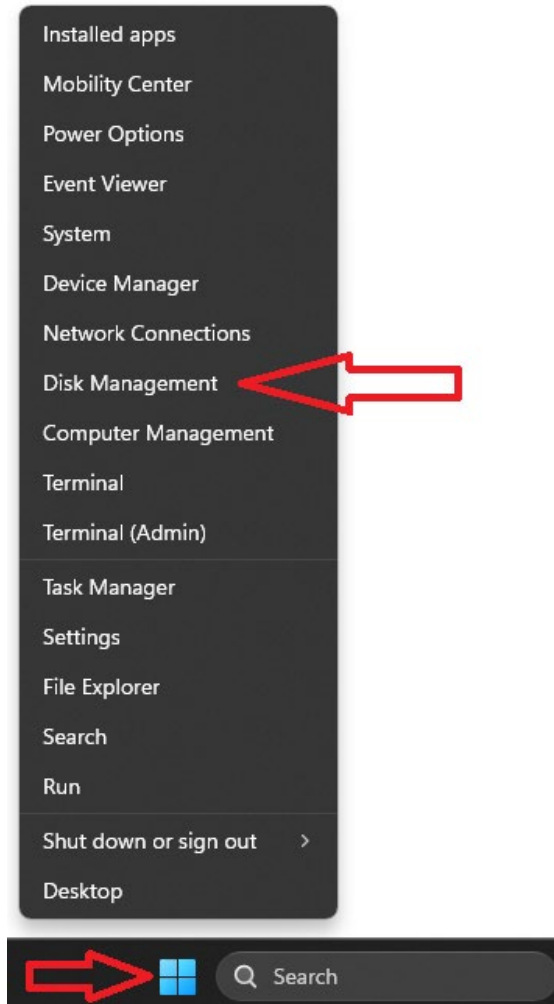 Installed apps
Mobility Center
Power Options
Event Viewer
System
Device Manager
Network Connections
Disk Management
Computer Management
Terminal
Terminal (Admin)
Task Manager
Settings
File Explorer
Search
Run
Shut down or sign out
Desktop
Search